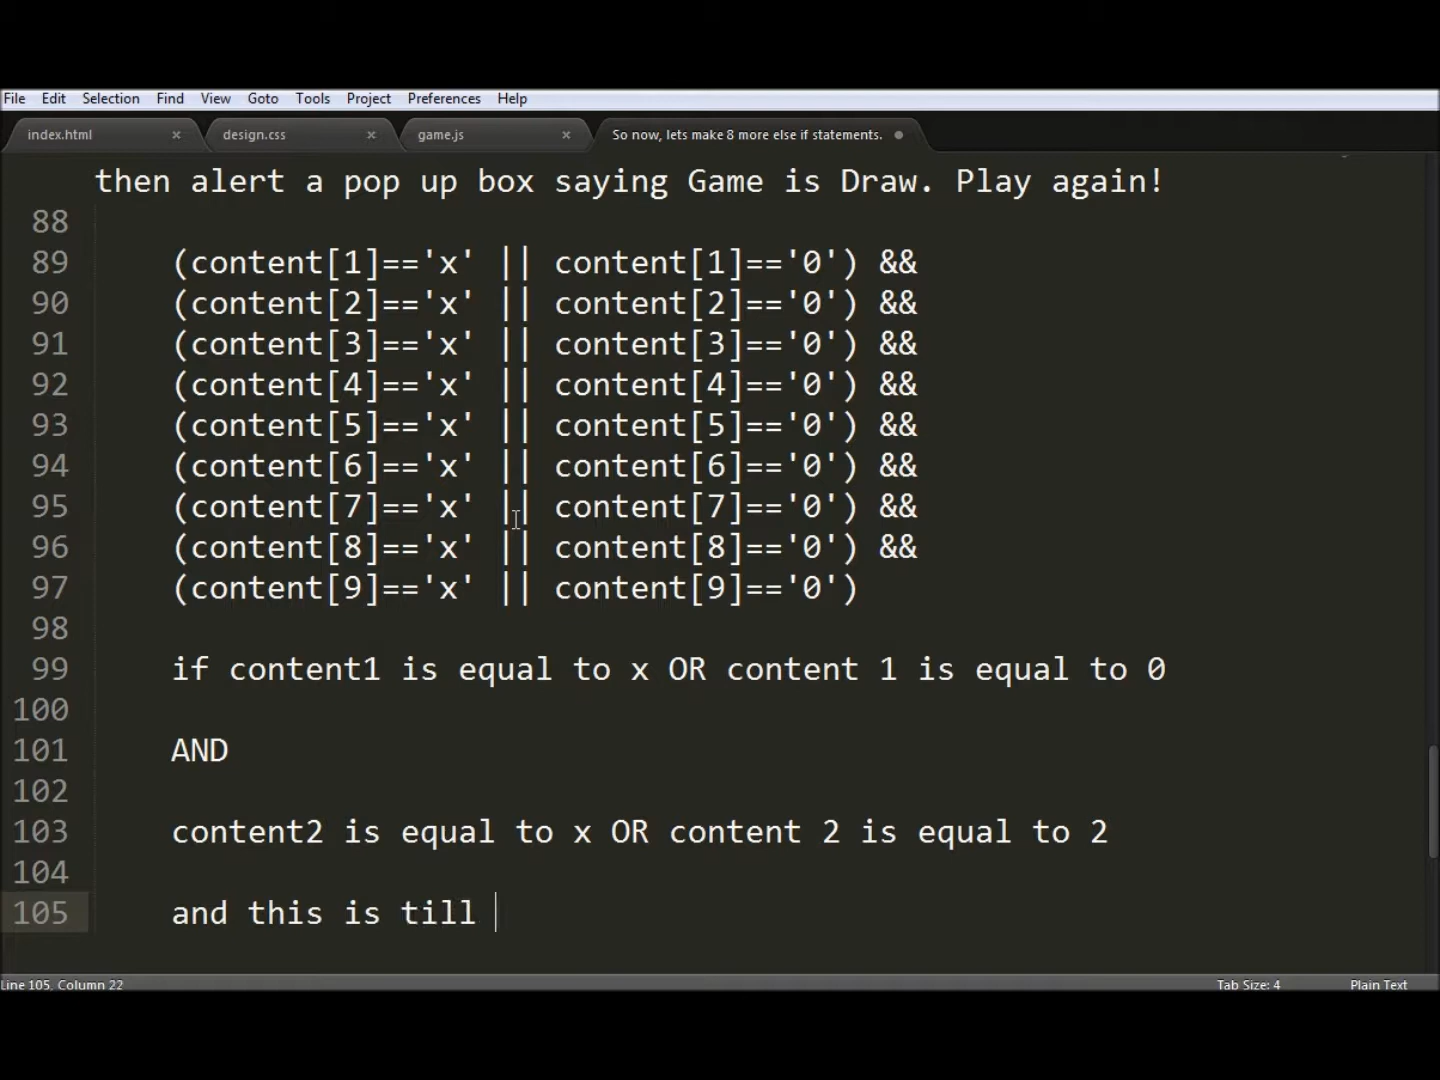 File Edit Selection Find View Goto Tools Project Preferences Help
index.html × design.css × game.js × So now, lets make 8 more else if statements.
then alert a pop up box saying Game is Draw. Play again!
88
89 (content[1]=='x' || content[1]=='0') &&
90 (content[2]=='x' || content[2]=='0') &&
91 (content[3]=='x' || content[3]=='0') &&
92 (content[4]=='x' || content[4]=='0') &&
93 (content[5]=='x' || content[5]=='0') &&
94 (content[6]=='x' || content[6]=='0') &&
95 (content[7]=='x' || content[7]=='0') &&
96 (content[8]=='x' || content[8]=='0') &&
97 (content[9]=='x' || content[9]=='0')
98
99 if content1 is equal to x OR content 1 is equal to 0
100
101 AND
102
103 content2 is equal to x OR content 2 is equal to 2
104
105 and this is till
Line 105, Column 22 Tab Size: 4 Plain Text